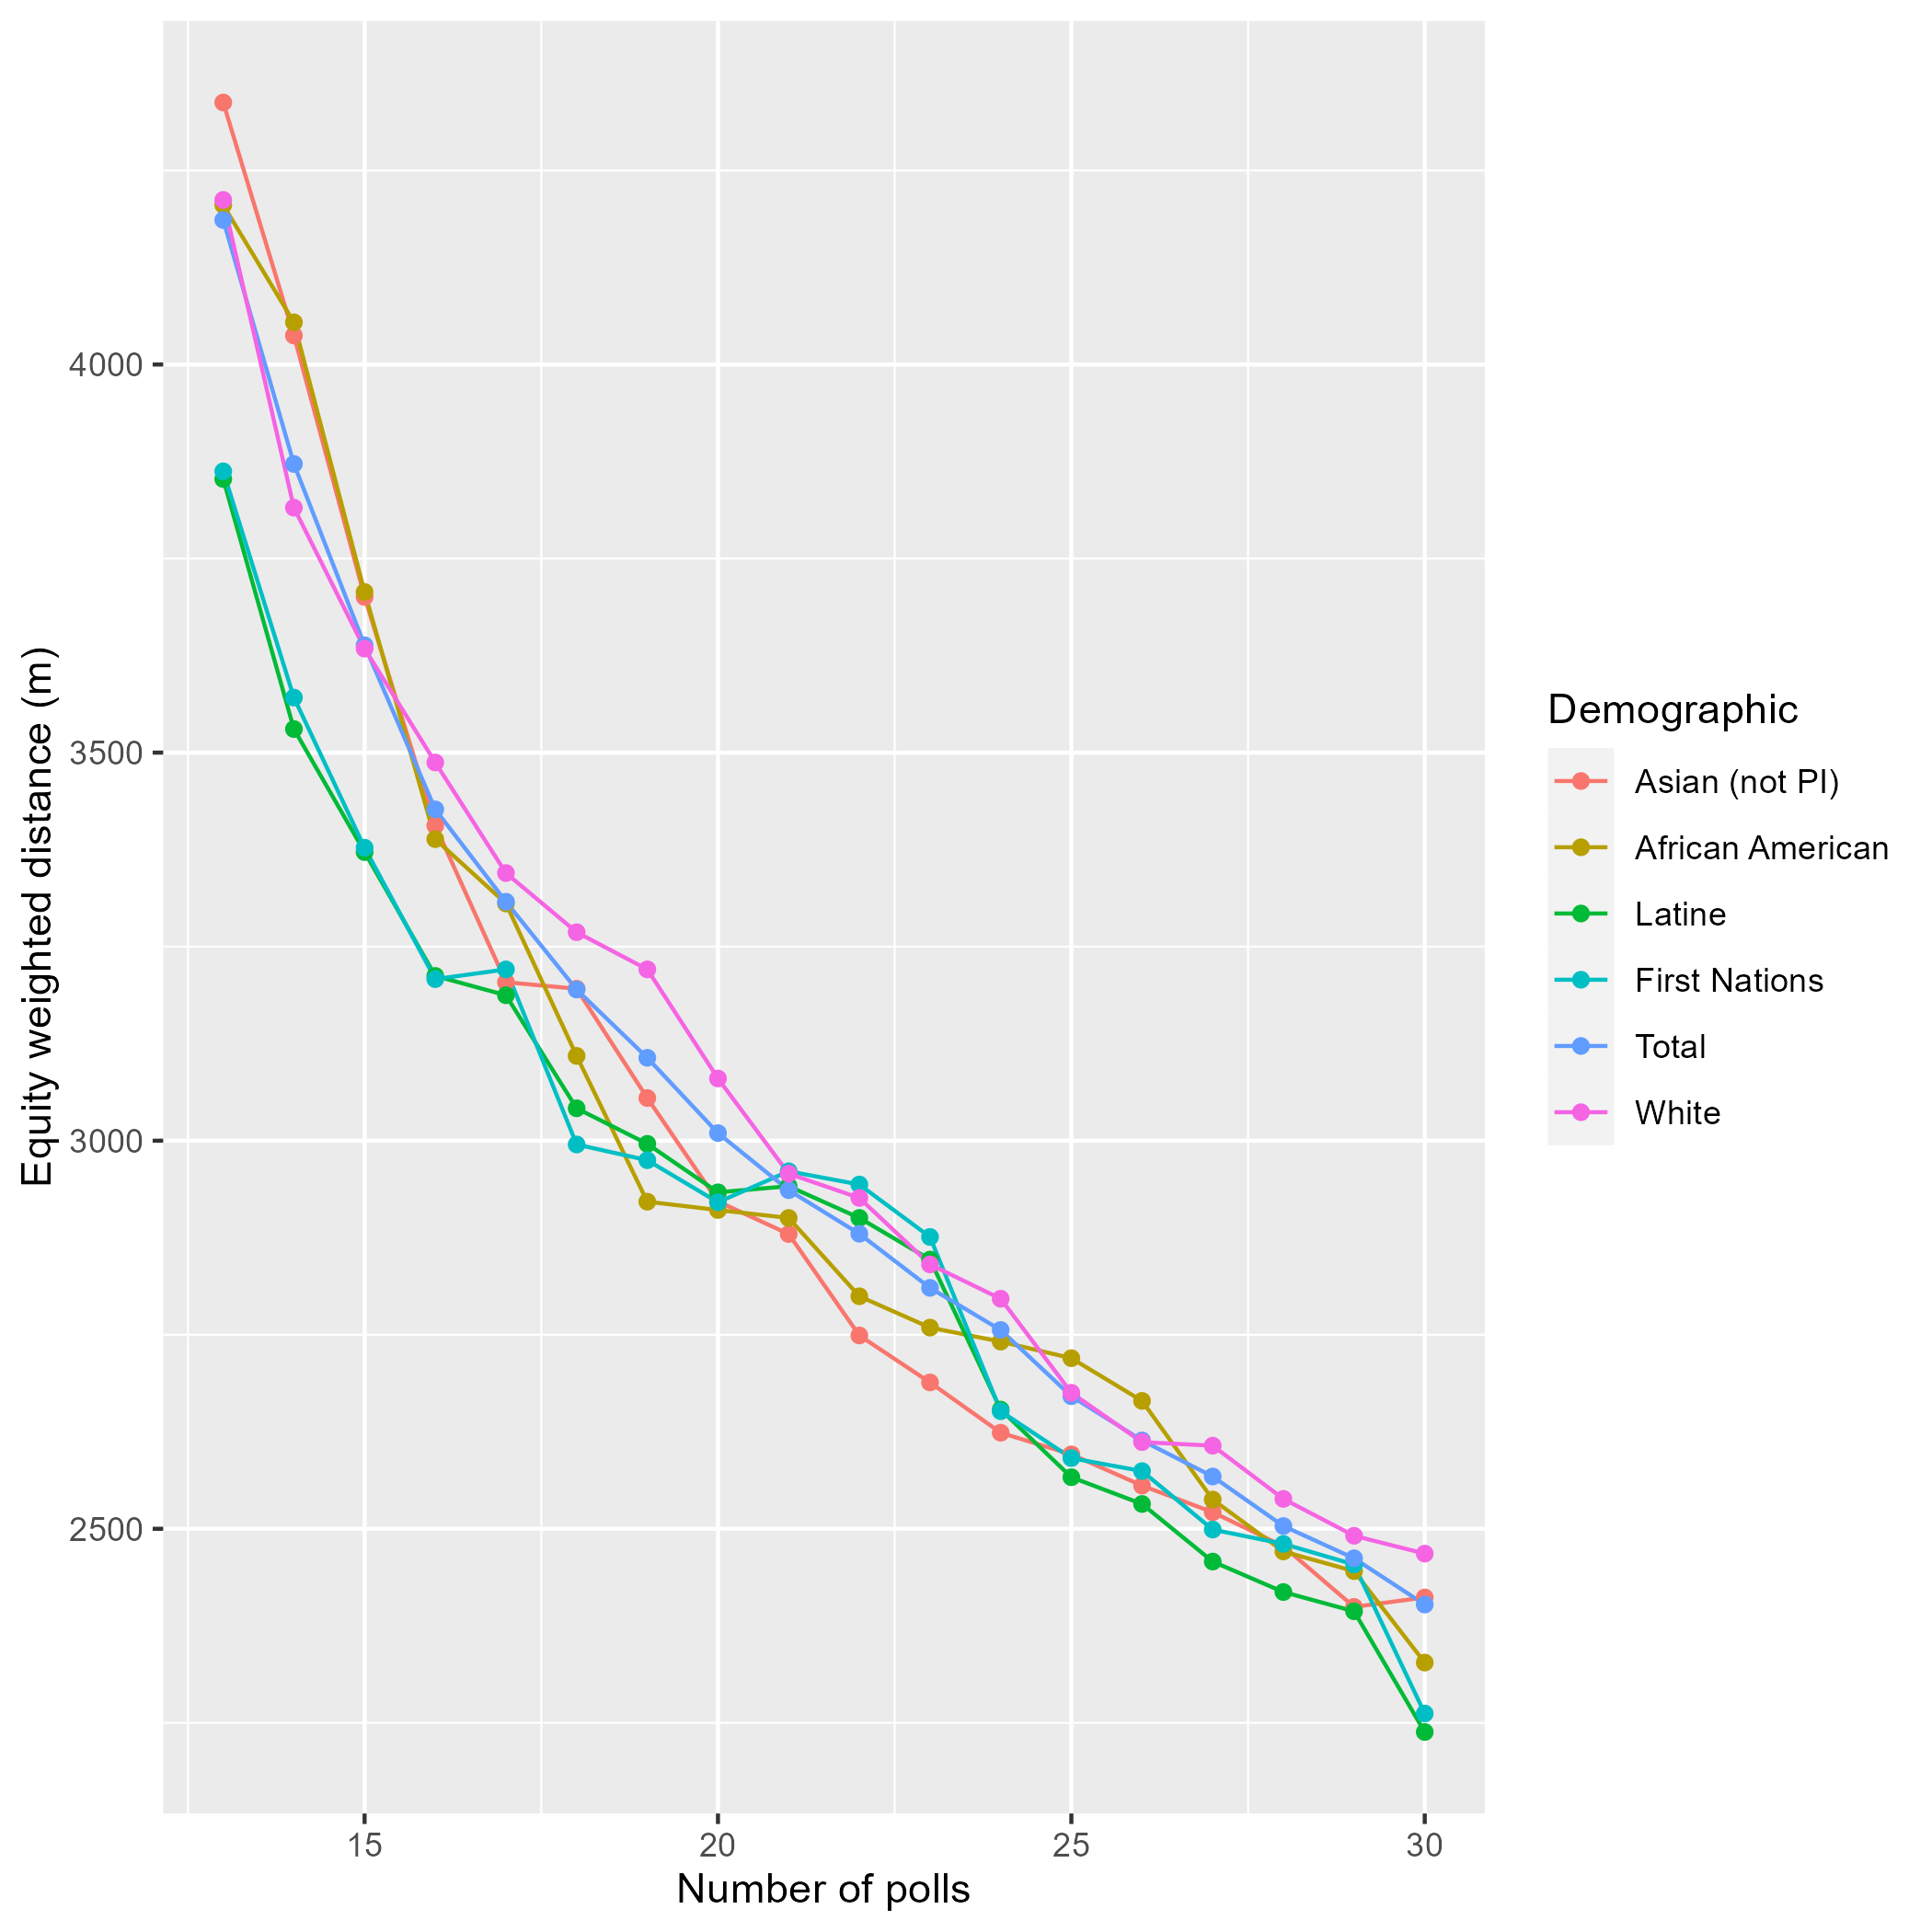 Equity weighted distance (m)
4000
3500
3000
2500
15
20
25
30
Number of polls
Demographic
Asian (not PI)
African American
Latine
First Nations
Total
White